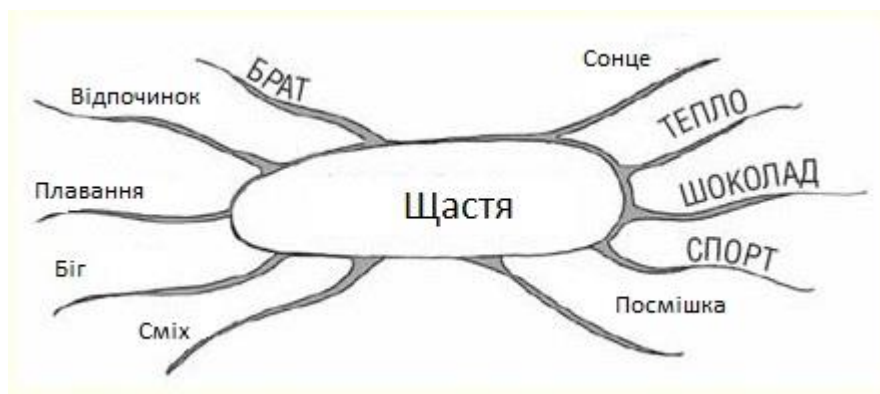 Сонце
БРАТ
Відпочинок
ТЕПЛО
Плавання
Щастя
ШОКОЛАД
Біг
СПОРТ
Сміх
Посмішка